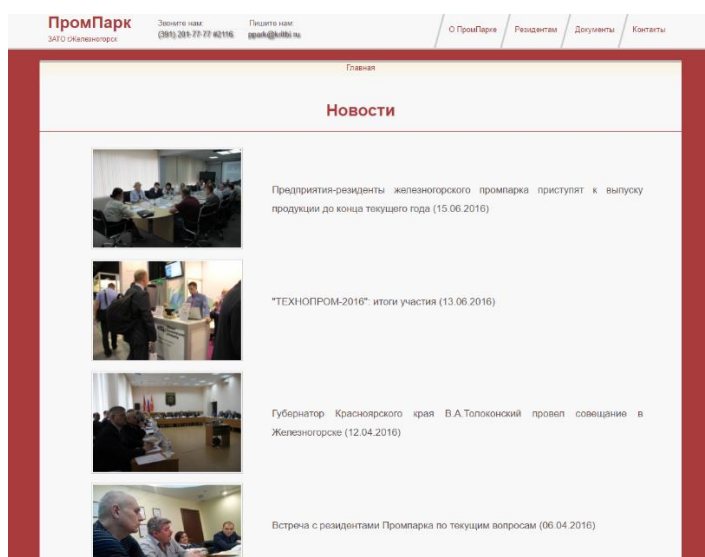 ПромПарк
ЗАТО г.Железногорск
Звоните нам:
(391) 201-77-77 #2116
Пишите нам:
ppark@kritbi.ru
О ПромПарке
Резидентам
Документы
Контакты
Главная
Новости
Предприятия-резиденты железногорского промпарка приступят к выпуску
продукции до конца текущего года (15.06.2016)
"ТЕХНОПРОМ-2016": итоги участия (13.06.2016)
Губернатор Красноярского края В.А.Толоконский провел совещание в
Железногорске (12.04.2016)
Встреча с резидентами Промпарка по текущим вопросам (06.04.2016)